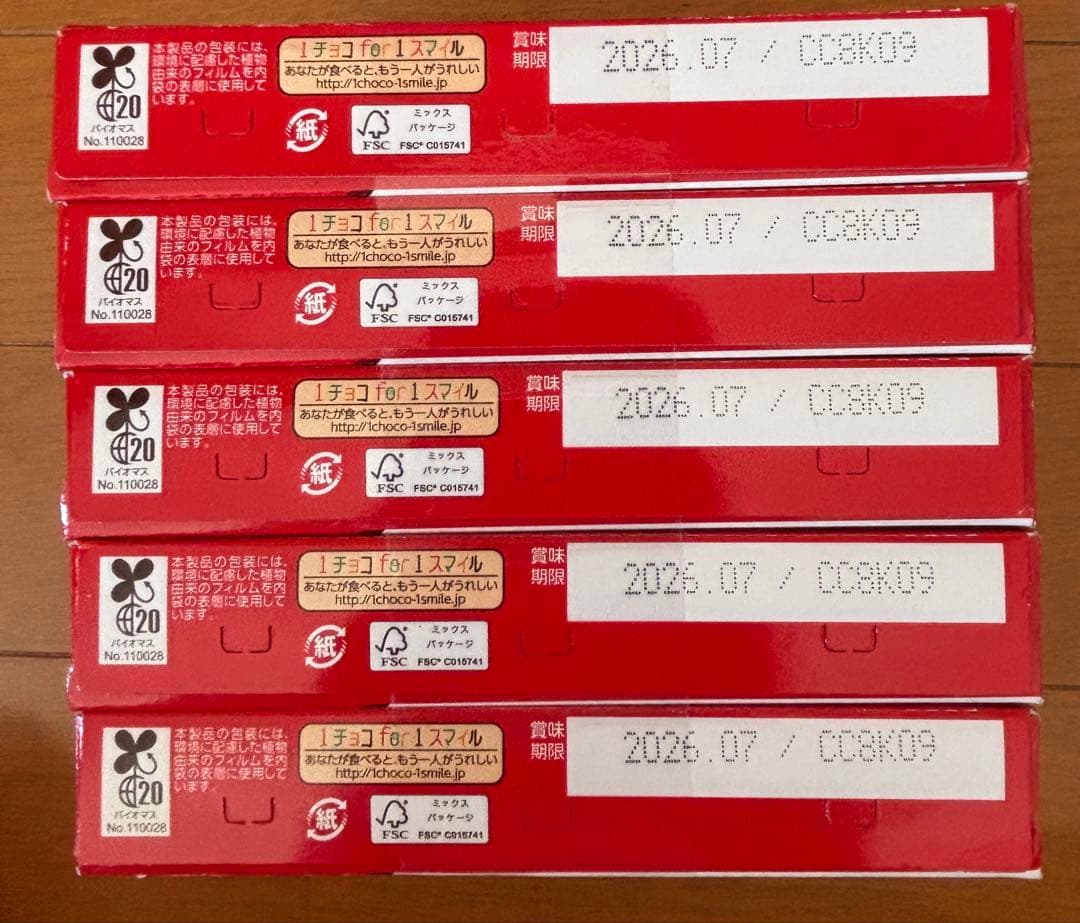 本製品の包装には、
環境に配慮した植物
由来のフィルムを内
袋の表層に使用して
います。
20
バイオマス
No.110028
1チョコ for 1スマイル
あなたが食べると、もう一人がうれしい
http://1choco-1smile.jp
紙
ミックス
パッケージ
FSC
FSC® C015741
賞味
期限
2026.07 / CC8K09
本製品の包装には、
環境に配慮した植物
由来のフィルムを内
袋の表層に使用して
います。
20
バイオマス
No.110028
1チョコ for 1スマイル
あなたが食べると、もう一人がうれしい
http://1choco-1smile.jp
紙
ミックス
パッケージ
FSC
FSC® C015741
賞味
期限
2026.07 / CC8K09
本製品の包装には、
環境に配慮した植物
由来のフィルムを内
袋の表層に使用して
います。
20
バイオマス
No.110028
1チョコ for 1スマイル
あなたが食べると、もう一人がうれしい
http://1choco-1smile.jp
紙
ミックス
パッケージ
FSC
FSC® C015741
賞味
期限
2026.07 / CC8K09
本製品の包装には、
環境に配慮した植物
由来のフィルムを内
袋の表層に使用して
います。
20
バイオマス
No.110028
1チョコ for 1スマイル
あなたが食べると、もう一人がうれしい
http://1choco-1smile.jp
紙
ミックス
パッケージ
FSC
FSC® C015741
賞味
期限
2026.07 / CC8K09
本製品の包装には、
環境に配慮した植物
由来のフィルムを内
袋の表層に使用して
います。
20
バイオマス
No.110028
1チョコ for 1スマイル
あなたが食べると、もう一人がうれしい
http://1choco-1smile.jp
紙
ミックス
パッケージ
FSC
FSC® C015741
賞味
期限
2026.07 / CC8K09